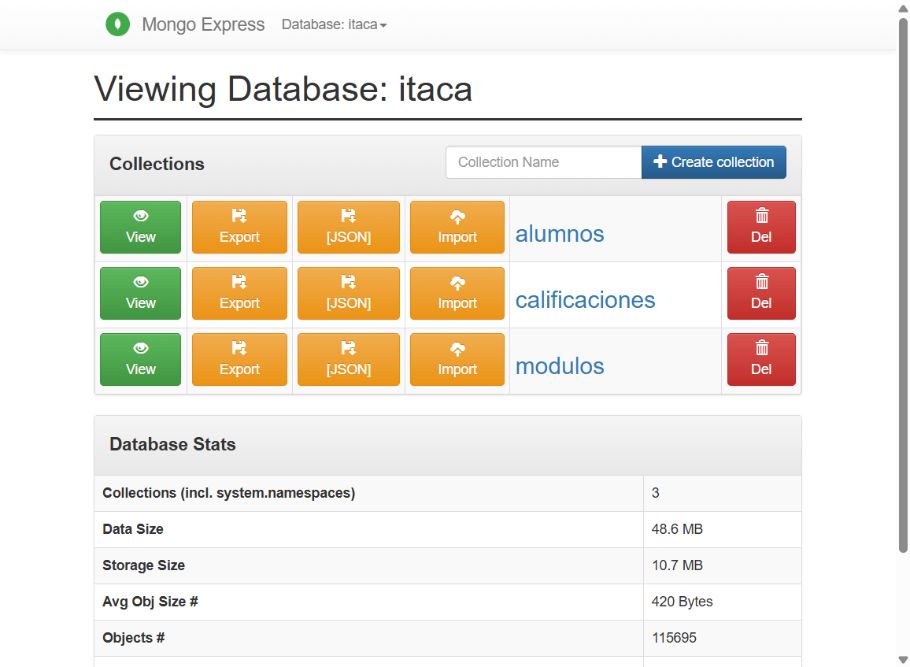 Mongo Express Database: itaca
Viewing Database: itaca
Collections Collection Name Create collection
View Export [JSON] Import alumnos Del
View Export [JSON] Import calificaciones Del
View Export [JSON] Import modulos Del
Database Stats
Collections (incl. system.namespaces) 3
Data Size 48.6 MB
Storage Size 10.7 MB
Avg Obj Size # 420 Bytes
Objects # 115695